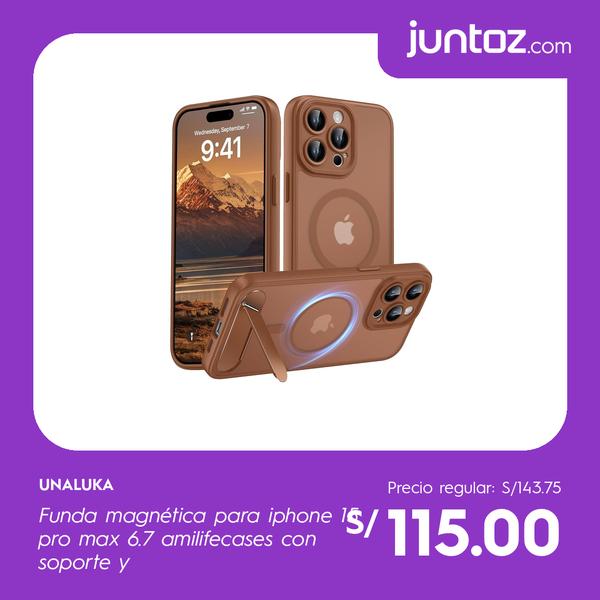 juntoz.com
Wednesday, September 7
9:41
UNALUKA
Precio regular: S/143.75
Funda magnética para iphone 15
pro max 6.7 amilifecases con
soporte y
S/115.00